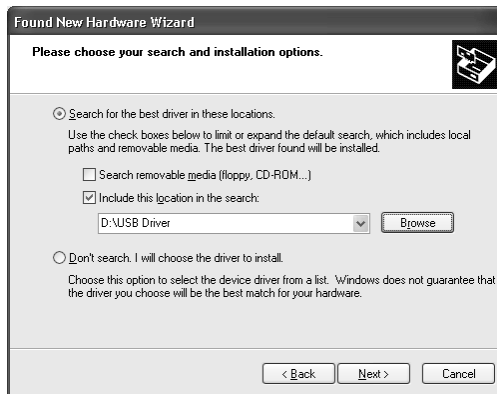 Found New Hardware Wizard
Please choose your search and installation options.
Search for the best driver in these locations.
Use the check boxes below to limit or expand the default search, which includes local
paths and removable media. The best driver found will be installed.
Search removable media (floppy, CD-ROM...)
Include this location in the search:
D:\USB Driver
Browse
Don't search. I will choose the driver to install.
Choose this option to select the device driver from a list. Windows does not guarantee that
the driver you choose will be the best match for your hardware.
< Back Next > Cancel